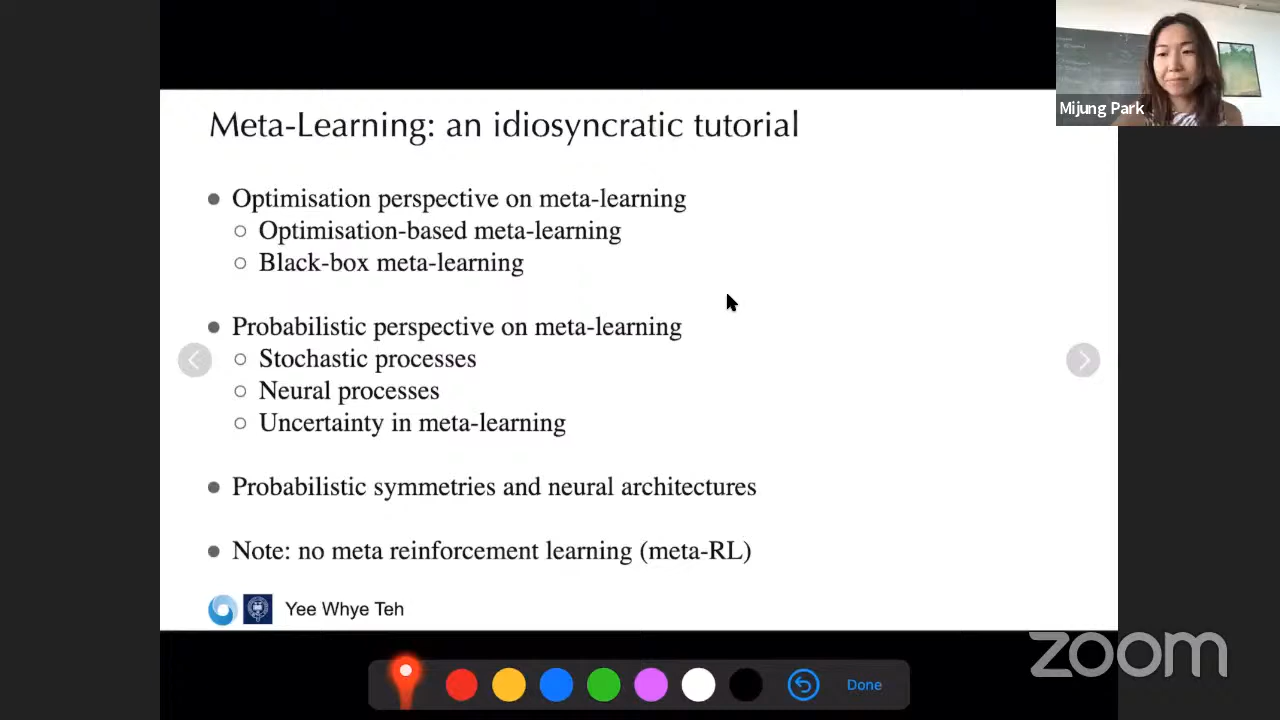 Meta-Learning: an idiosyncratic tutorial
Optimisation perspective on meta-learning
Optimisation-based meta-learning
Black-box meta-learning
Probabilistic perspective on meta-learning
Stochastic processes
Neural processes
Uncertainty in meta-learning
Probabilistic symmetries and neural architectures
Note: no meta reinforcement learning (meta-RL)
Yee Whye Teh
Mijung Park
Done
zoom